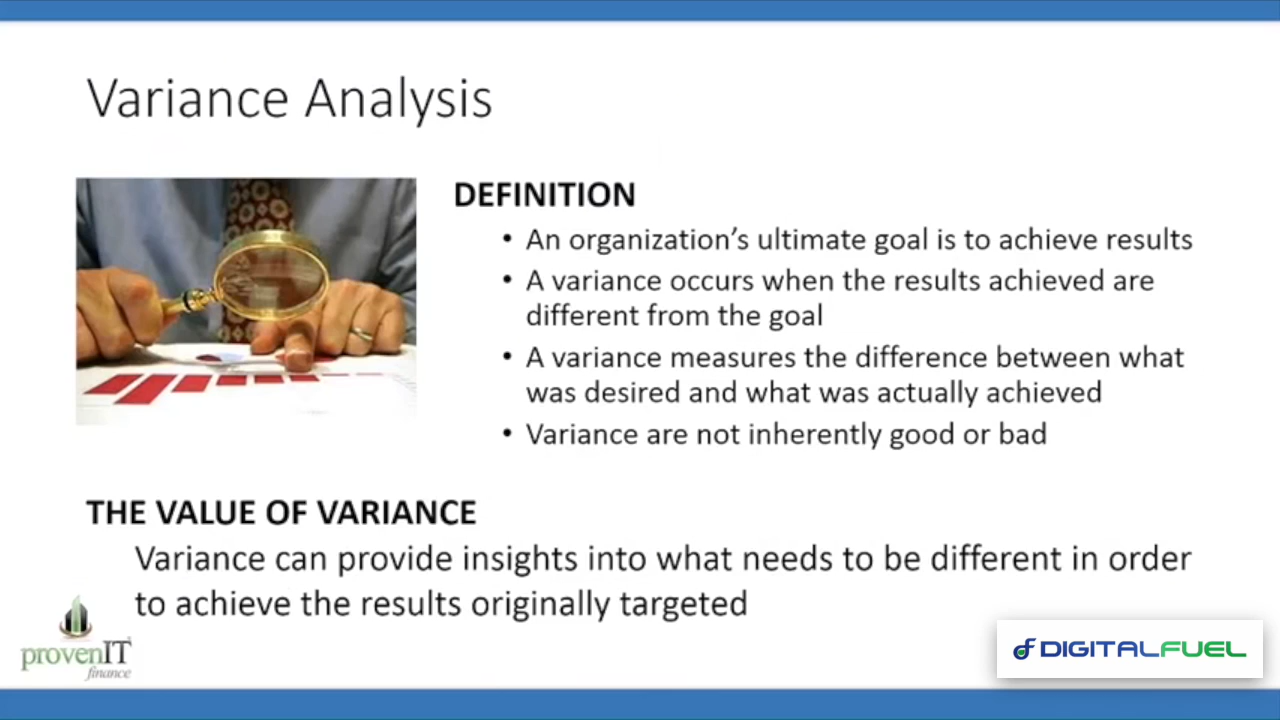 Variance Analysis
DEFINITION
• An organization’s ultimate goal is to achieve results
• A variance occurs when the results achieved are
different from the goal
• A variance measures the difference between what
was desired and what was actually achieved
• Variance are not inherently good or bad
THE VALUE OF VARIANCE
Variance can provide insights into what needs to be different in order
to achieve the results originally targeted
provenIT
finance
DIGITALFUEL